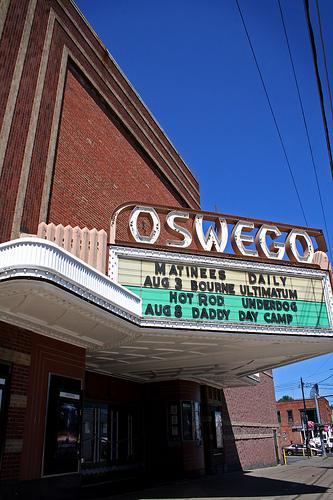 OSWEGO
MATINEES DAILY
AUG 3 BOURNE ULTIMATUM
HOT ROD UNDERDOG
AUG 8 DADDY DAY CAMP